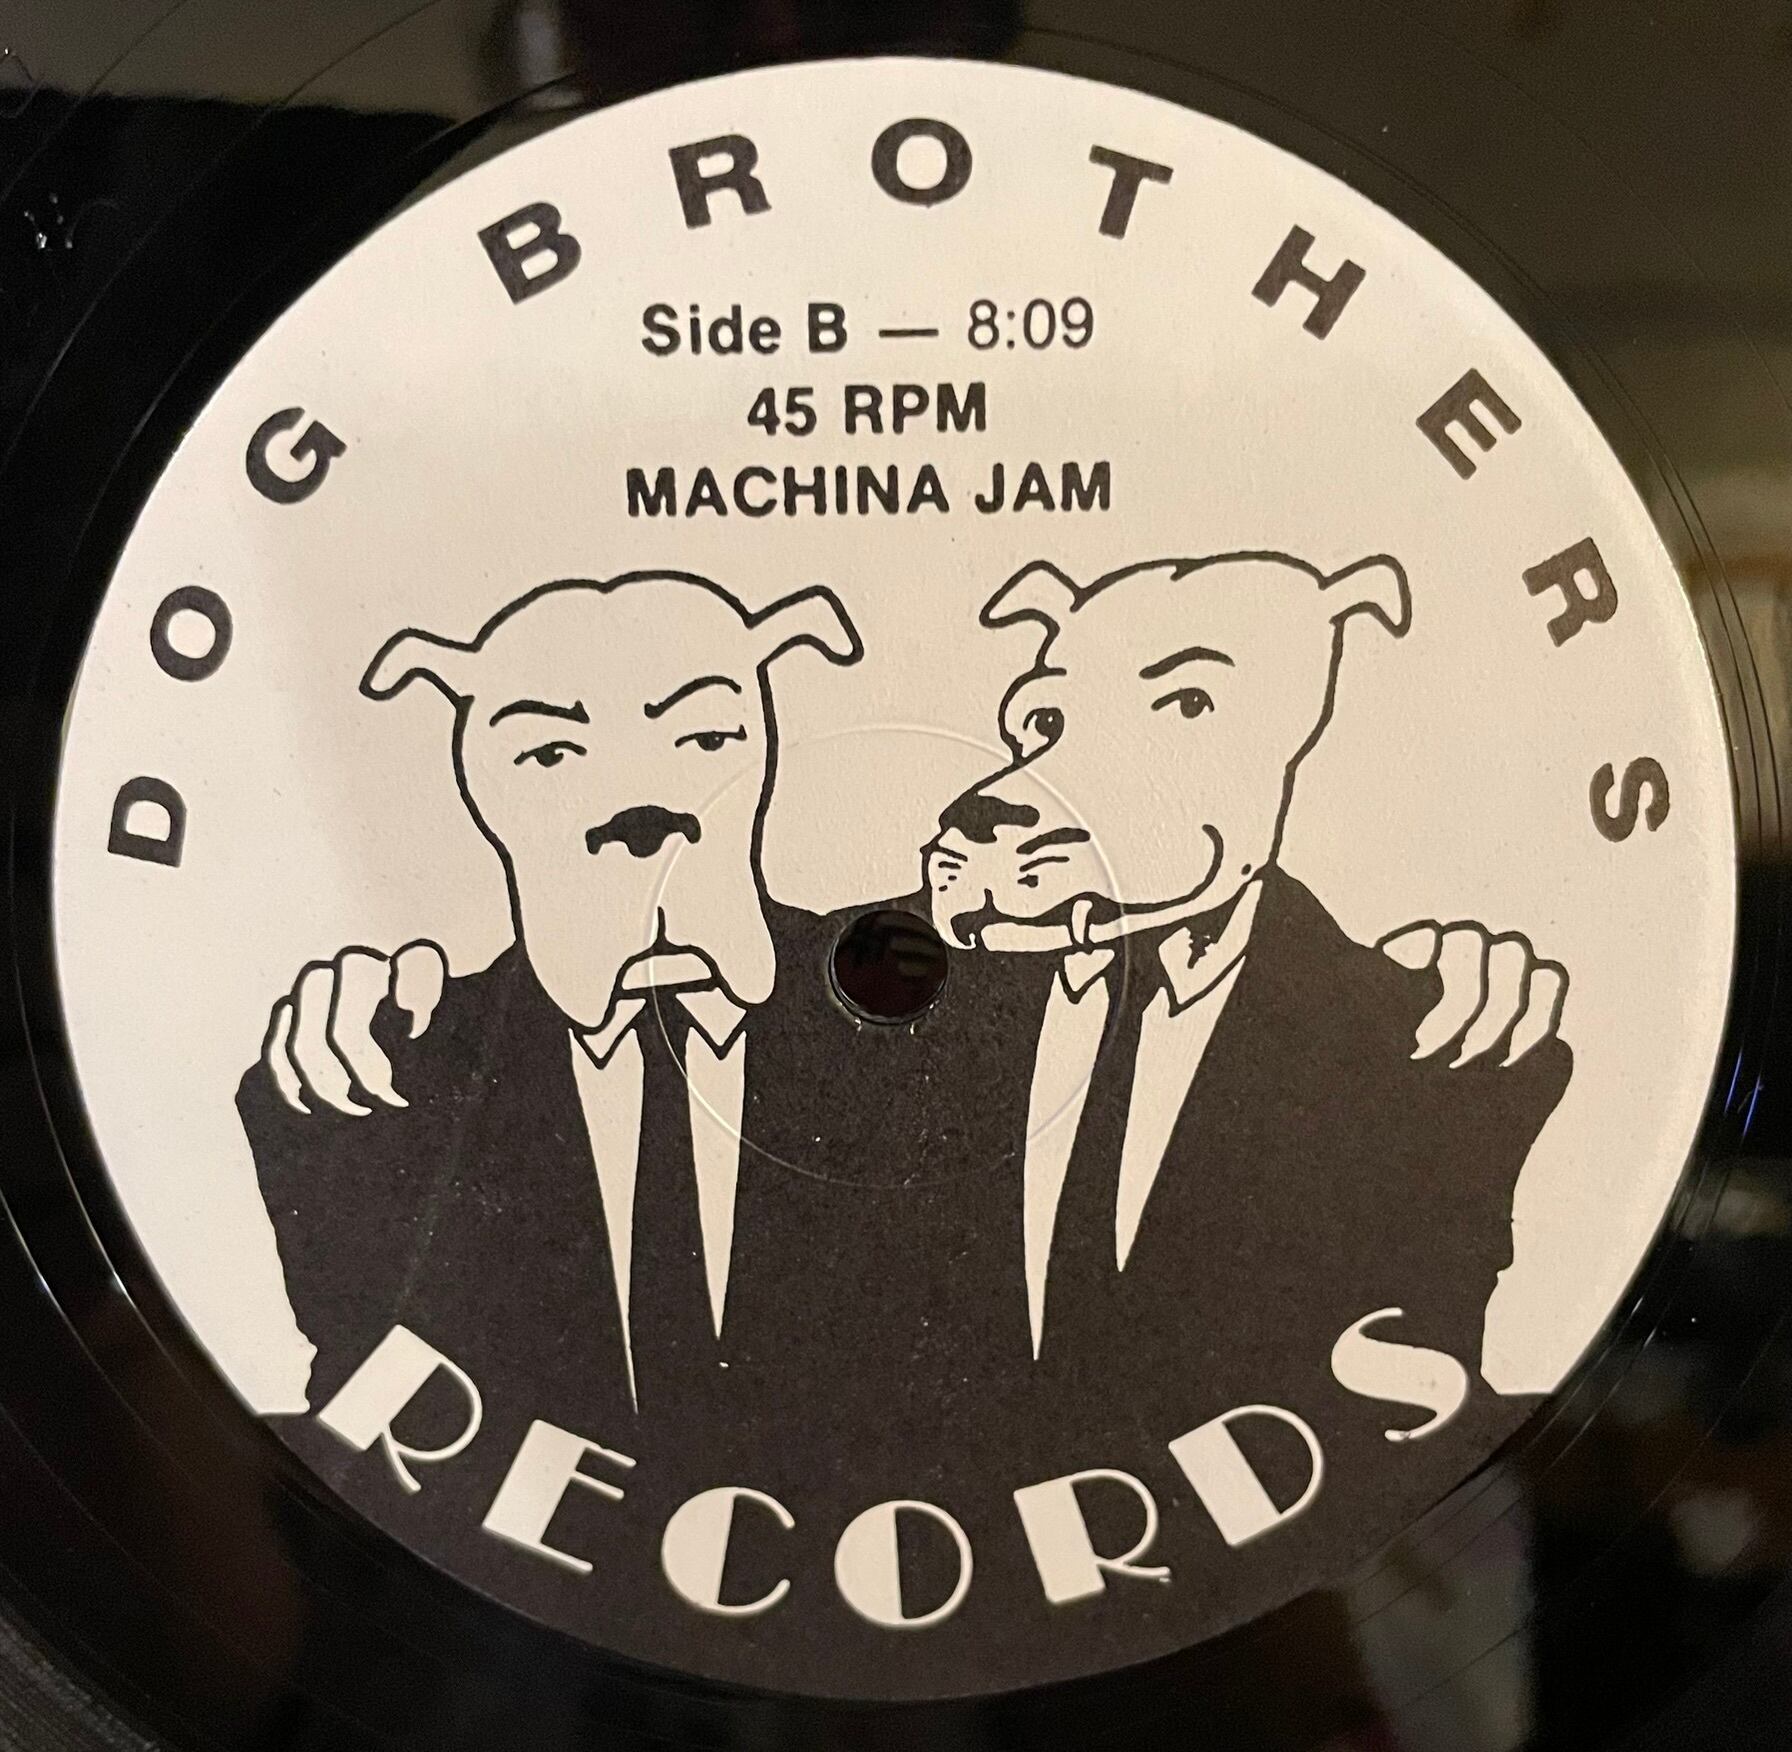 DOG BROTHERS
Side B — 8:09
45 RPM
MACHINA JAM
RECORDS